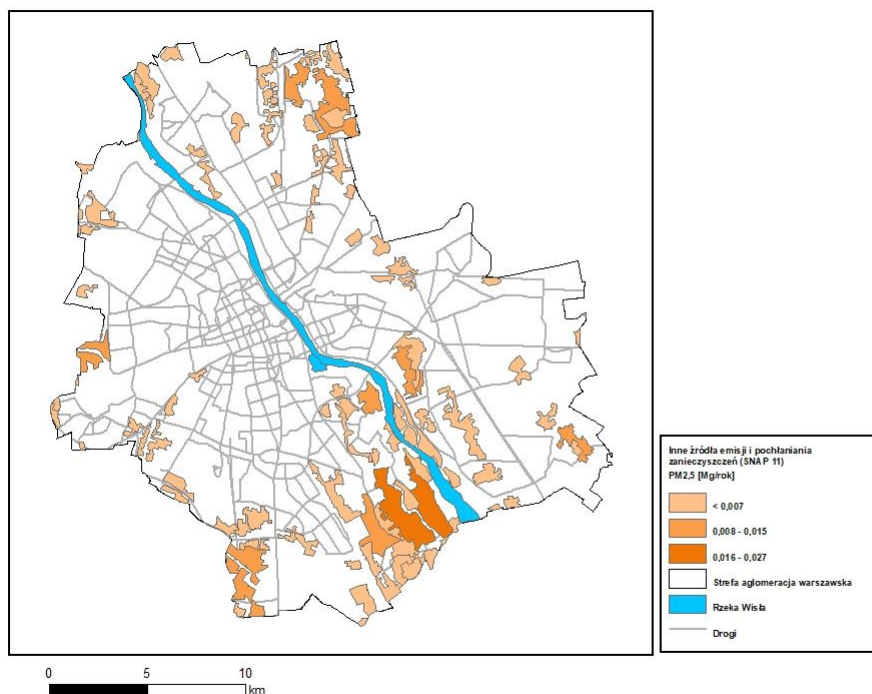 Inne źródła emisji i pochłaniania
zanieczyszczeń (SNAP 11)
PM2,5 [Mg/rok]
< 0,007
0,008 - 0,015
0,016 - 0,027
Strefa aglomeracja warszawska
Rzeka Wisła
Drogi
0 5 10
km